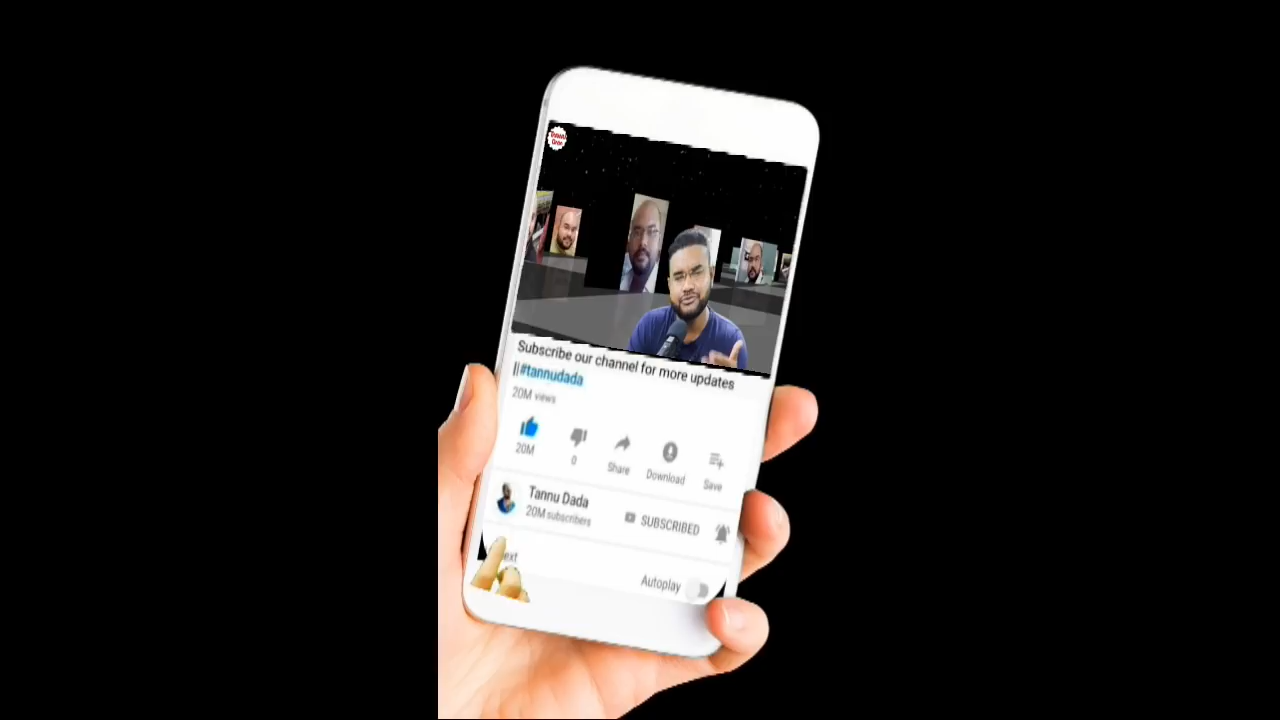 Subscribe our channel for more updates
||#tannudada
20M views
20M
0
Share
Download
Save
Tannu Dada
20M subscribers
SUBSCRIBED
ext
Autoplay